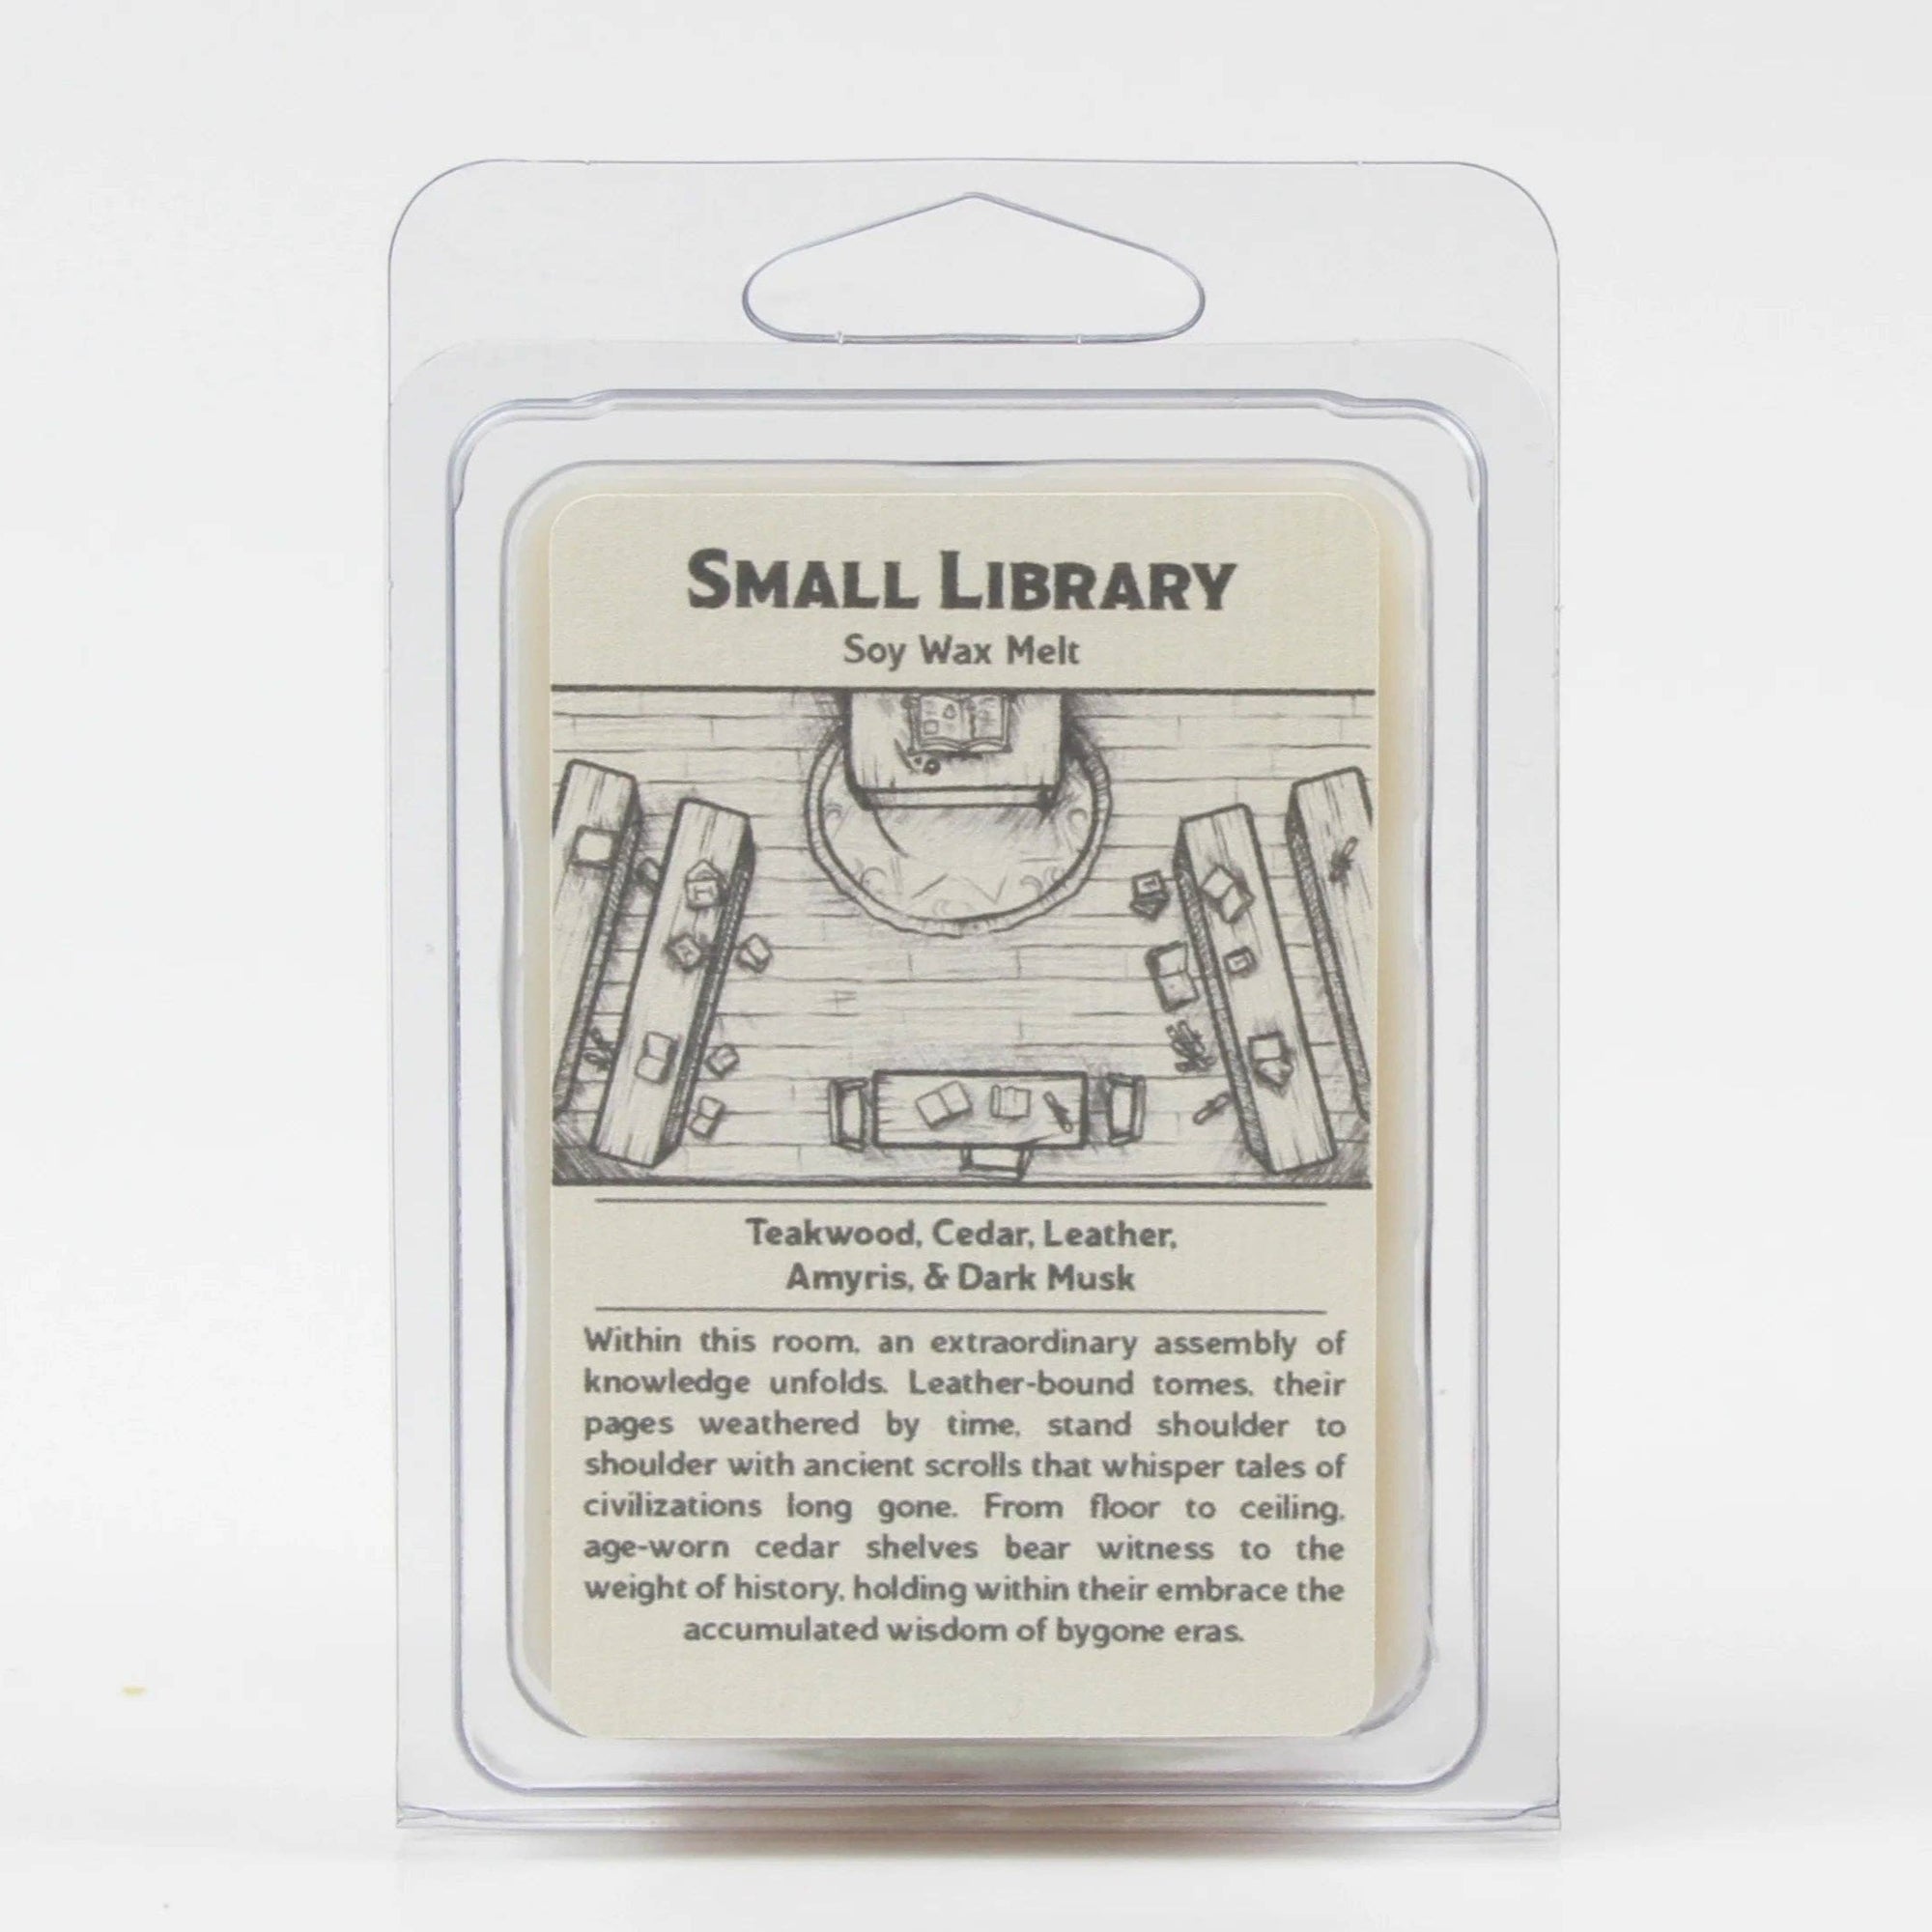 Small Library
Soy Wax Melt
Teakwood, Cedar, Leather,
Amyris, & Dark Musk
Within this room, an extraordinary assembly of
knowledge unfolds. Leather-bound tomes, their
pages weathered by time, stand shoulder to
shoulder with ancient scrolls that whisper tales of
civilizations long gone. From floor to ceiling,
age-worn cedar shelves bear witness to the
weight of history, holding within their embrace the
accumulated wisdom of bygone eras.